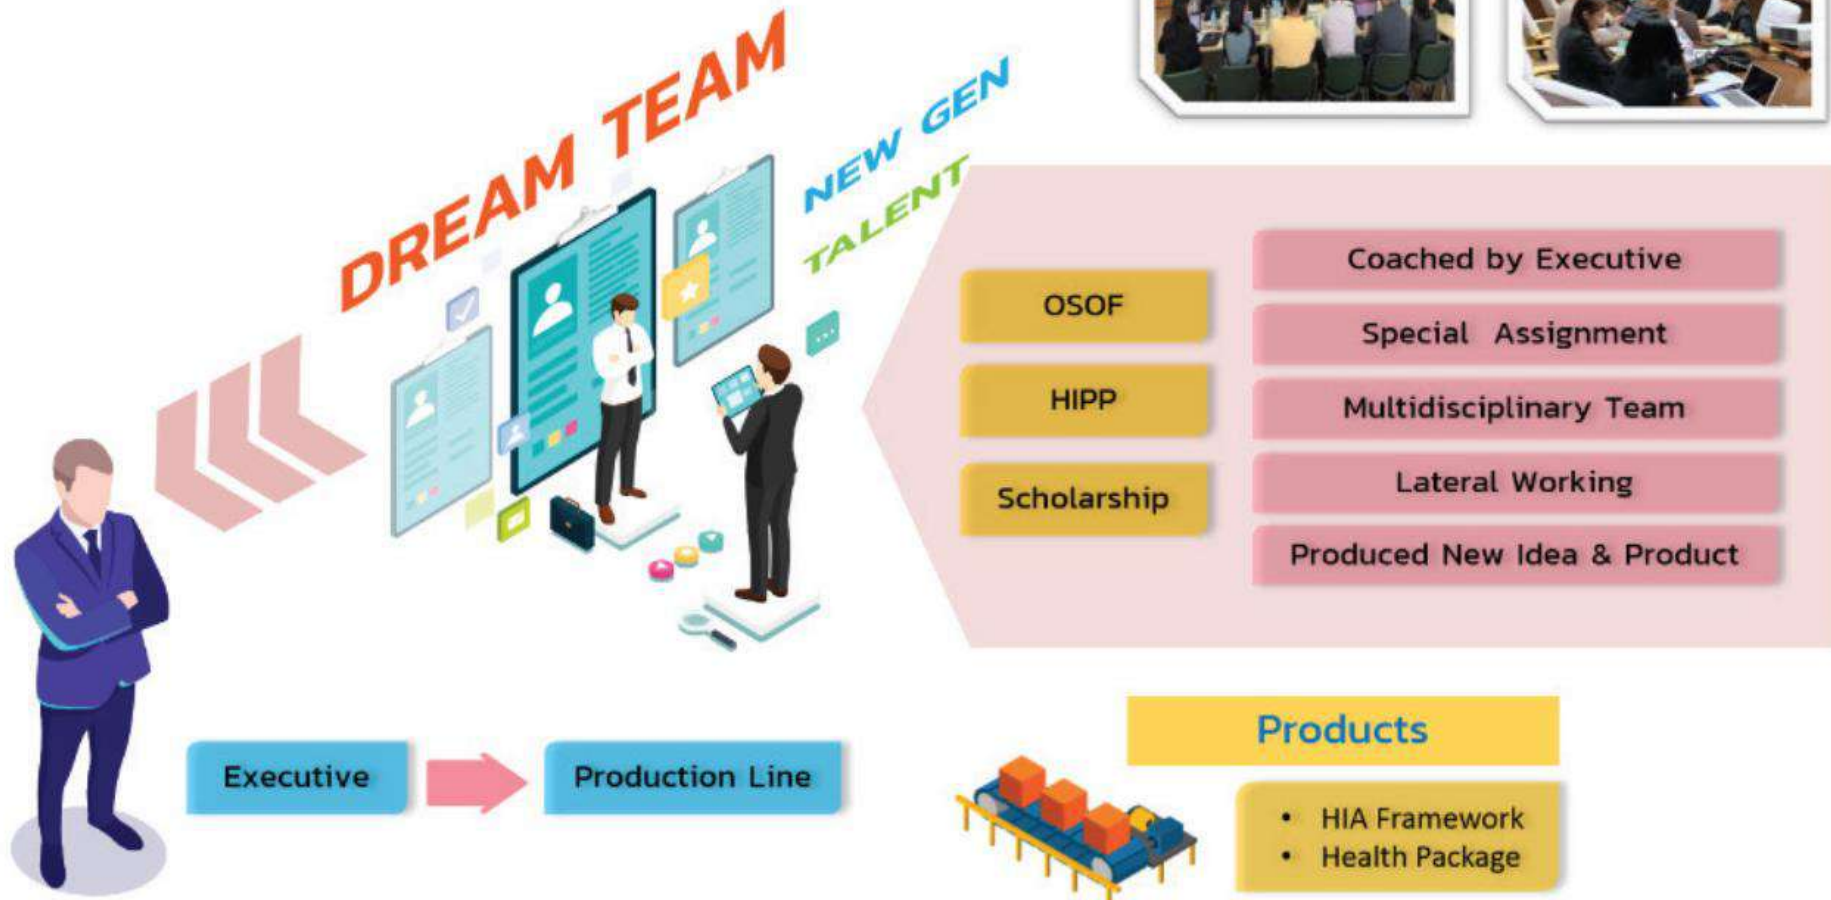 DREAM TEAM
NEW GEN
TALENT
OSOF
HIPP
Scholarship
Coached by Executive
Special Assignment
Multidisciplinary Team
Lateral Working
Produced New Idea & Product
Executive
Production Line
Products
• HIA Framework
• Health Package